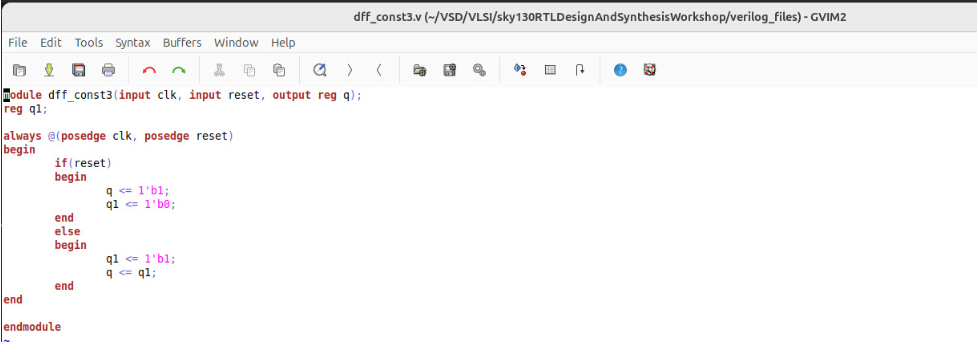 dff_const3.v (~/VSD/VLSI/sky130RTLDesignAndSynthesisWorkshop/verilog_files) - GVIM2
File Edit Tools Syntax Buffers Window Help
module dff_const3(input clk, input reset, output reg q);
reg q1;

always @(posedge clk, posedge reset)
begin
        if(reset)
        begin
                q <= 1'b1;
                q1 <= 1'b0;
        end
        else
        begin
                q1 <= 1'b1;
                q <= q1;
        end
end

endmodule
~